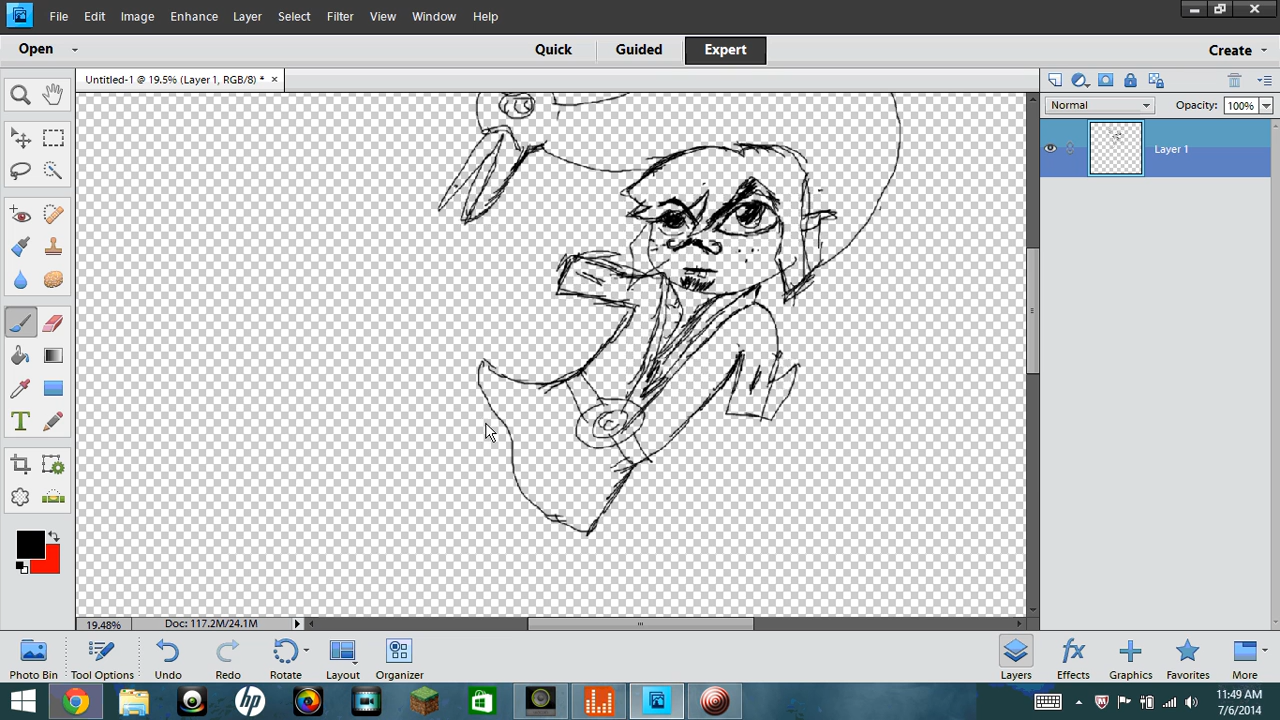 File Edit Image Enhance Layer Select Filter View Window Help
Open Quick Guided Expert Create
Untitled-1 @ 19.5% (Layer 1, RGB/8) * ×
Normal Opacity: 100%
Layer 1
T
19.48% Doc: 117.2M/24.1M
Photo Bin Tool Options Undo Redo Rotate Layout Organizer Layers Effects Graphics Favorites More
fx
hp
11:49 AM
7/6/2014